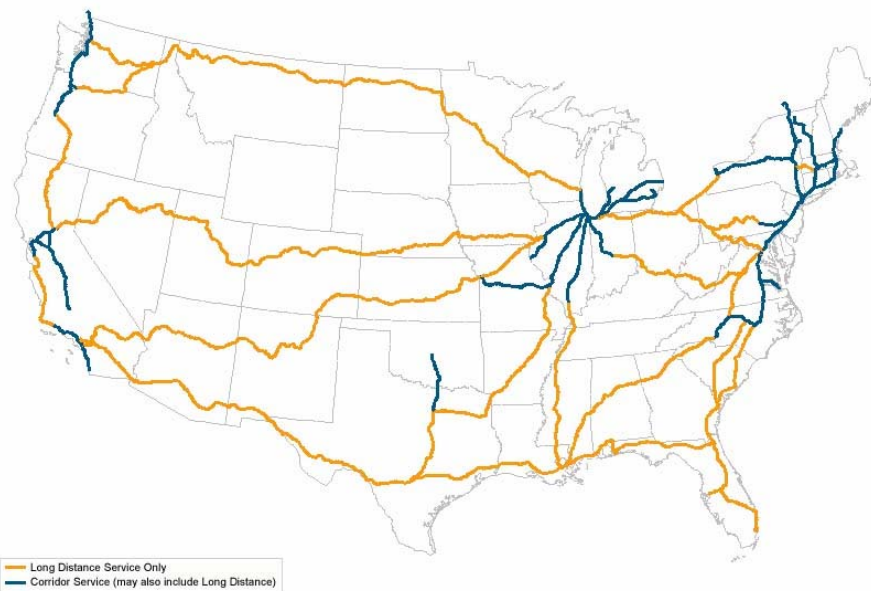 Long Distance Service Only
Corridor Service (may also include Long Distance)